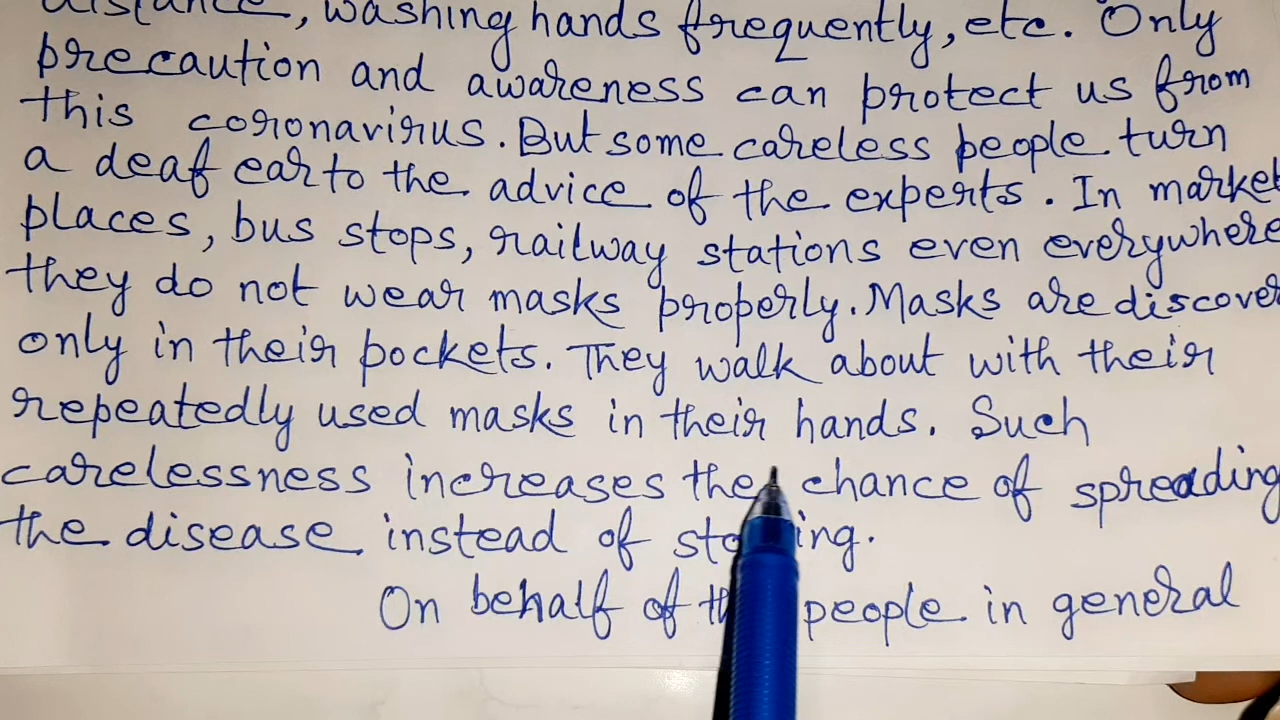 distance, washing hands frequently, etc. Only
precaution and awareness can protect us from
this coronavirus. But some careless people turn
a deaf ear to the advice of the experts. In market
places, bus stops, railway stations even everywhere
they do not wear masks properly. Masks are discover
only in their pockets. They walk about with their
repeatedly used masks in their hands. Such
carelessness increases the chance of spreading
the disease instead of
On behalf of people in general